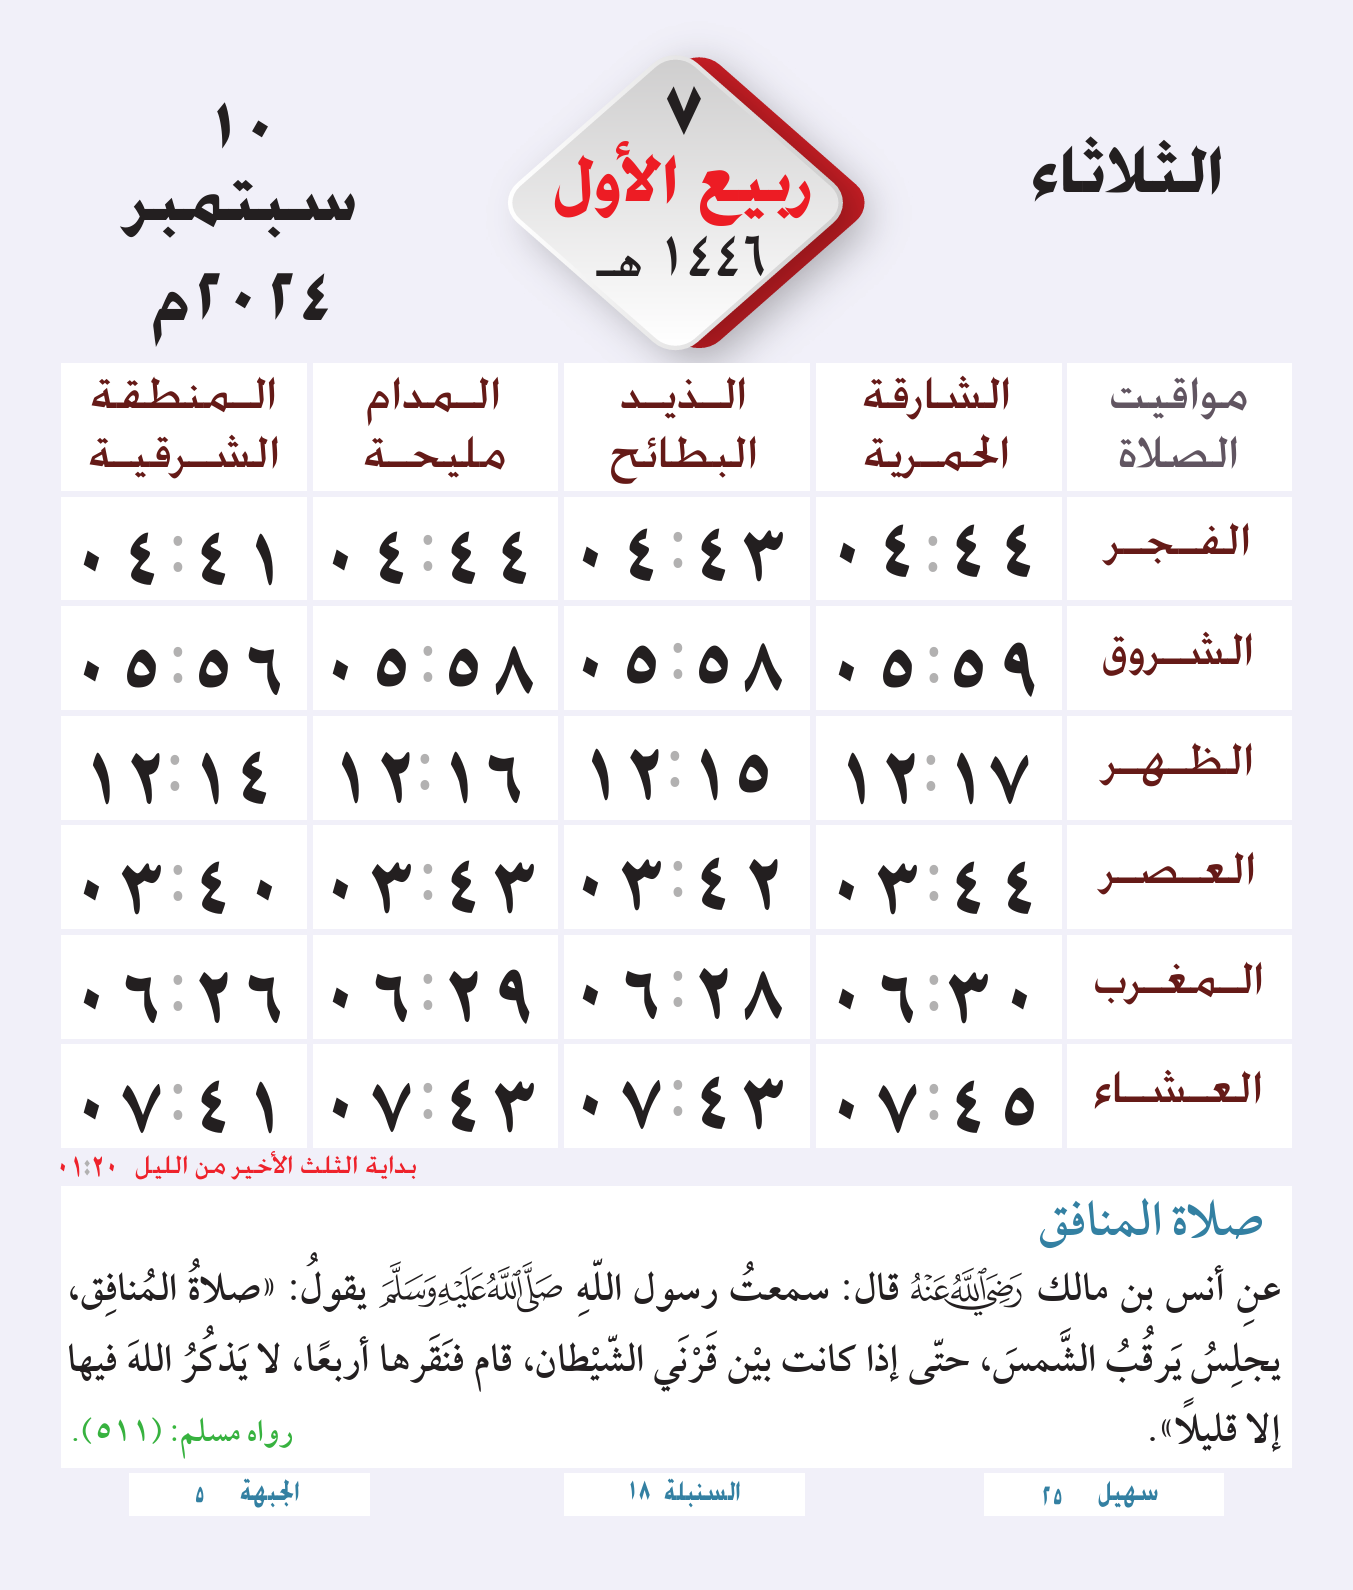 الثلاثاء
٧
ربيع الأول
١٤٤٦ هـ
١٠
سبتمبر
٢٠٢٤م
مواقيت الصلاة	الشارقة الحمرية	الذيد البطائح	المدام مليحة	المنطقة الشرقية
الفجر ٠٤:٤٤ ٠٤:٤٣ ٠٤:٤٤ ٠٤:٤١
الشروق ٠٥:٥٩ ٠٥:٥٨ ٠٥:٥٨ ٠٥:٥٦
الظهر ١٢:١٧ ١٢:١٥ ١٢:١٦ ١٢:١٤
العصر ٠٣:٤٤ ٠٣:٤٢ ٠٣:٤٣ ٠٣:٤٠
المغرب ٠٦:٣٠ ٠٦:٢٨ ٠٦:٢٩ ٠٦:٢٦
العشاء ٠٧:٤٥ ٠٧:٤٣ ٠٧:٤٣ ٠٧:٤١
بداية الثلث الأخير من الليل ٠١:٢٠
صلاة المنافق
عنِ أنس بن مالك رَضِيَ اللَّهُ عَنْهُ قال: سمعتُ رسول اللّهِ صَلَّى اللَّهُ عَلَيْهِ وَسَلَّمَ يقولُ: «صلاةُ المُنافِق،
يجلِسُ يَرقُبُ الشَّمسَ، حتّى إذا كانت بيْن قَرْنَي الشّيْطان، قام فنَقَرها أربعًا، لا يَذكُرُ اللهَ فيها
إلا قليلًا».
رواه مسلم: (٥١١).
سهيل ٢٥
السنبلة ١٨
الجبهة ٥